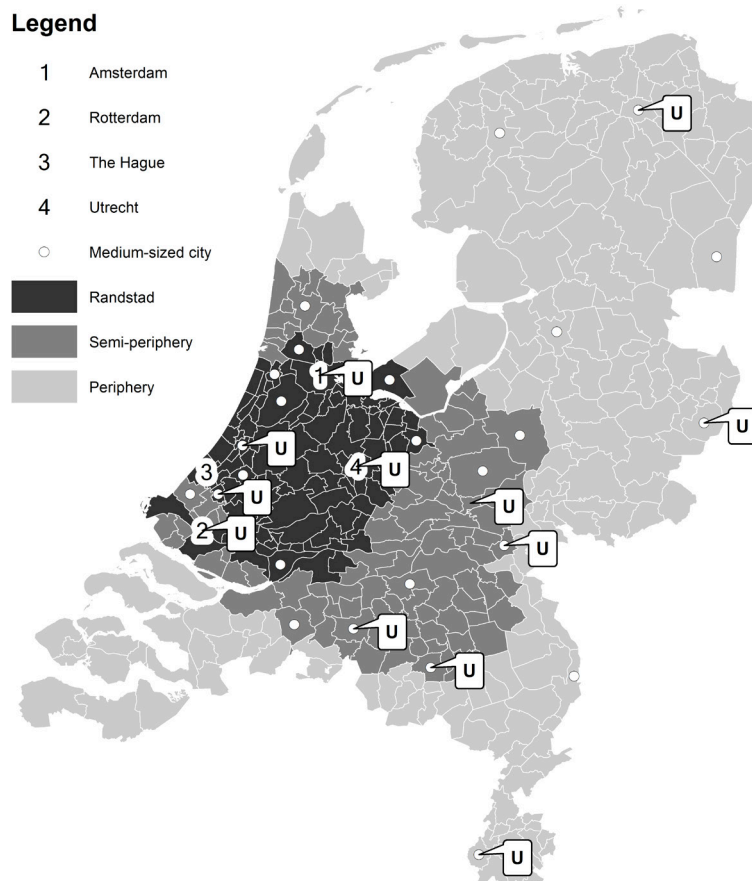 Legend
1 Amsterdam
2 Rotterdam
3 The Hague
4 Utrecht
Medium-sized city
Randstad
Semi-periphery
Periphery
U
U
1 U
U
U
3
4 U
U
U
2 U
U
U
U
U